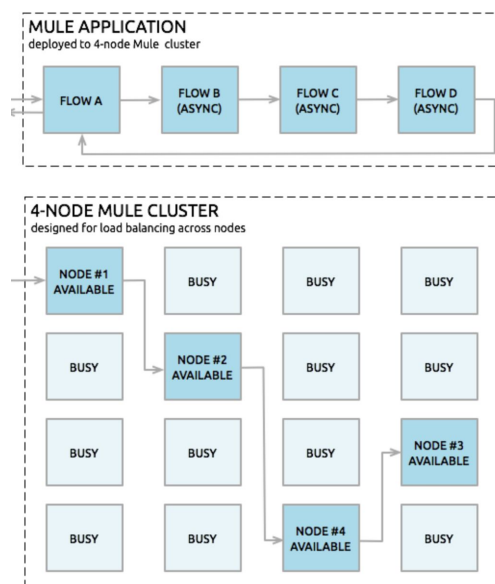 MULE APPLICATION
deployed to 4-node Mule cluster
FLOW A
FLOW B
(ASYNC)
FLOW C
(ASYNC)
FLOW D
(ASYNC)
4-NODE MULE CLUSTER
designed for load balancing across nodes
NODE #1
AVAILABLE
BUSY
BUSY
BUSY
BUSY
NODE #2
AVAILABLE
BUSY
BUSY
BUSY
BUSY
BUSY
NODE #3
AVAILABLE
BUSY
BUSY
NODE #4
AVAILABLE
BUSY